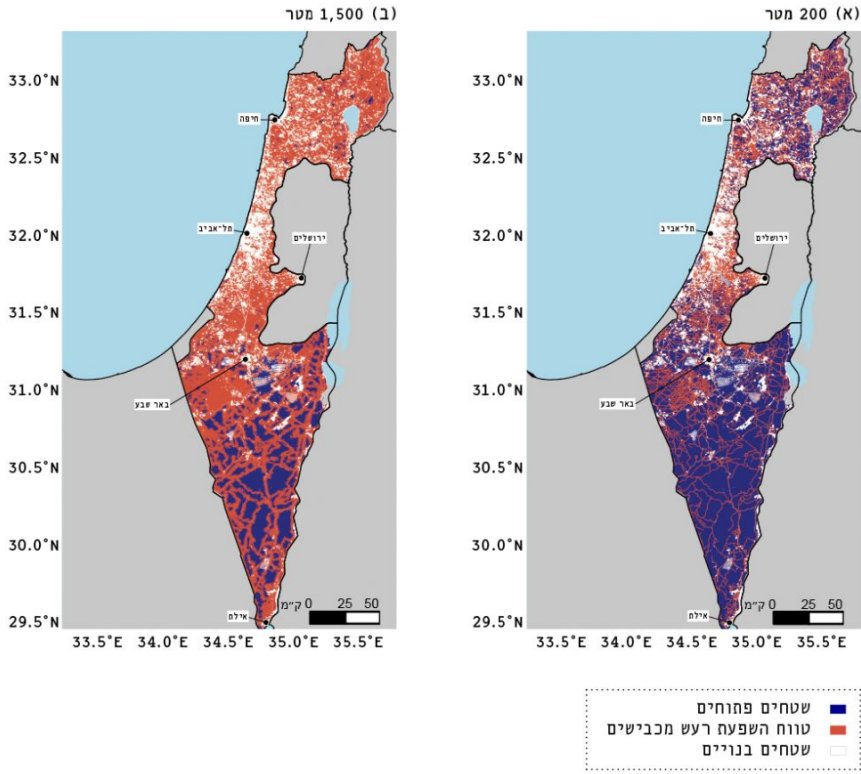 (א) 200 מטר
33.0°N
32.5°N
32.0°N
31.5°N
31.0°N
30.5°N
30.0°N
29.5°N
חיפה
תל-אביב
ירושלים
באר שבע
אילת
ק״מ 0 25 50
33.5°E 34.0°E 34.5°E 35.0°E 35.5°E
(ב) 1,500 מטר
33.0°N
32.5°N
32.0°N
31.5°N
31.0°N
30.5°N
30.0°N
29.5°N
חיפה
תל-אביב
ירושלים
באר שבע
אילת
ק״מ 0 25 50
33.5°E 34.0°E 34.5°E 35.0°E 35.5°E
שטחים פתוחים
טווח השפעת רעש מכבישים
שטחים בנויים